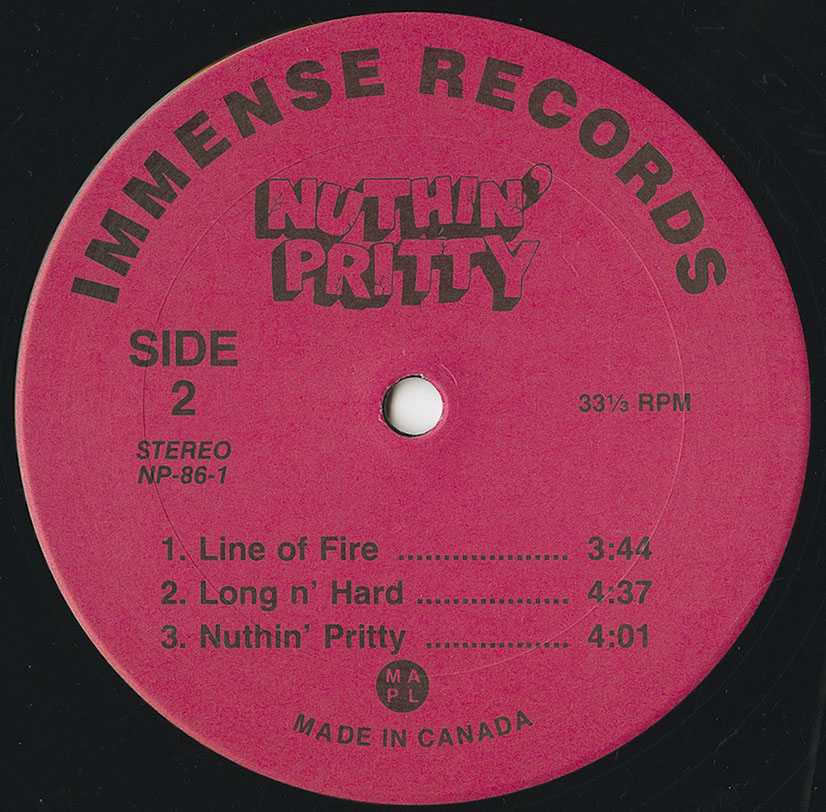 IMMENSE RECORDS
NUTHIN'
PRITTY
SIDE
2
33⅓ RPM
STEREO
NP-86-1
1. Line of Fire ................... 3:44
2. Long n' Hard ................ 4:37
3. Nuthin' Pritty ............... 4:01
M A
P L
MADE IN CANADA